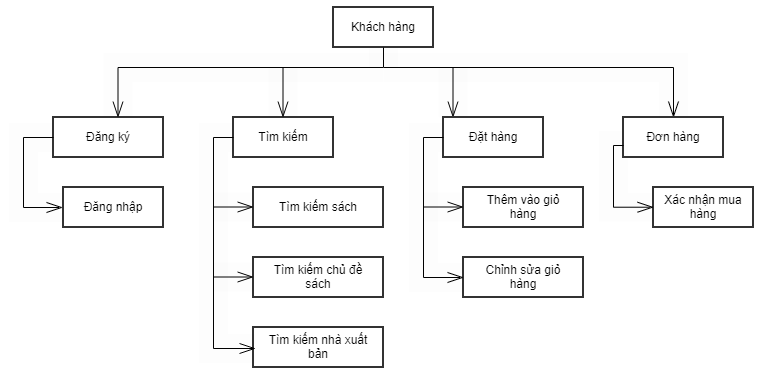 Khách hàng
Đăng ký
Tìm kiếm
Đặt hàng
Đơn hàng
Đăng nhập
Tìm kiếm sách
Thêm vào giỏ
hàng
Xác nhận mua
hàng
Tìm kiếm chủ đề
sách
Chỉnh sửa giỏ
hàng
Tìm kiếm nhà xuất
bản